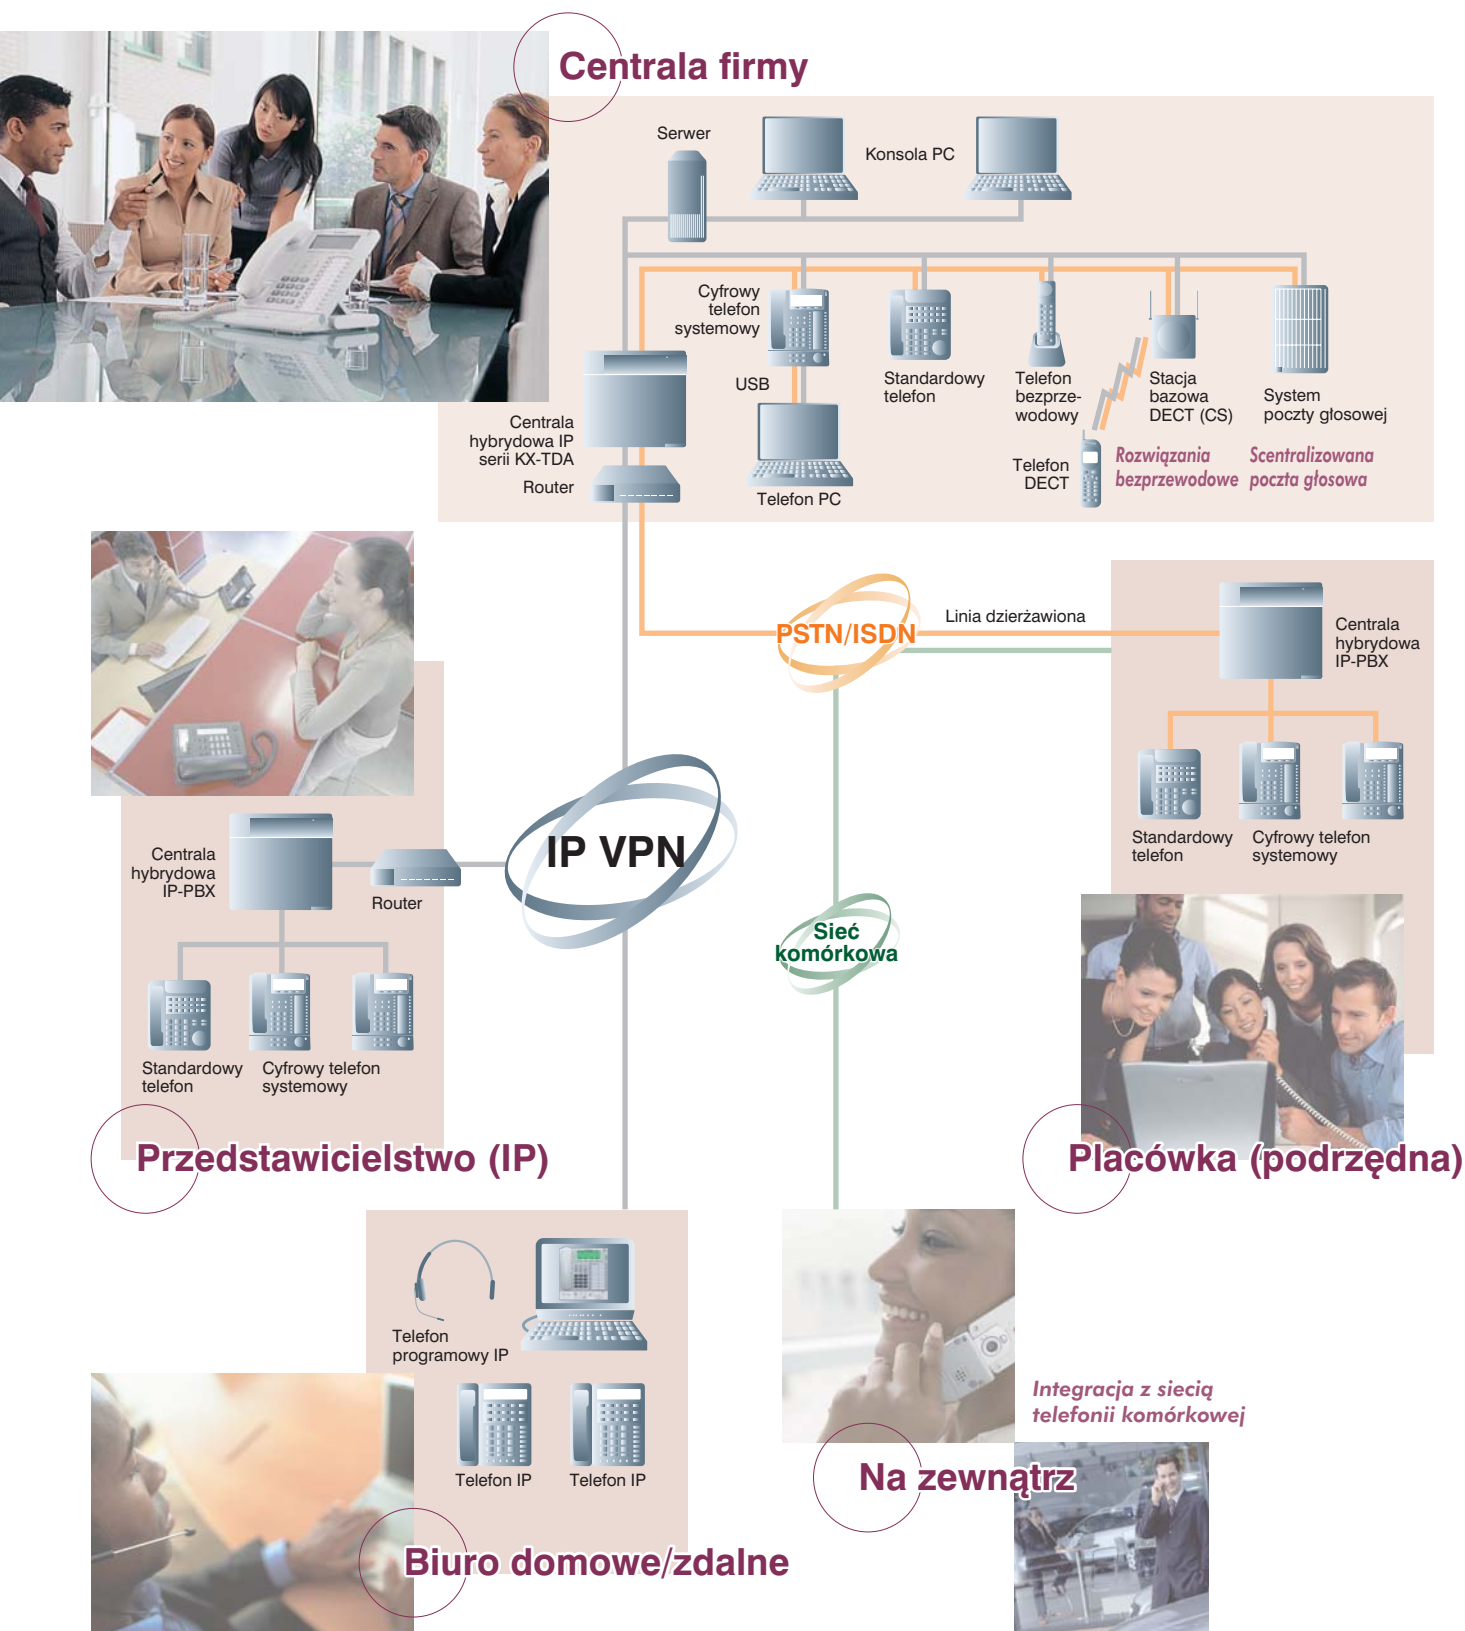 Centrala firmy
Serwer
Konsola PC
Cyfrowy
telefon
systemowy
USB
Standardowy
telefon
Telefon
bezprze-
wodowy
Stacja
bazowa
DECT (CS)
System
poczty głosowej
Centrala
hybrydowa IP
serii KX-TDA
Router
Telefon PC
Telefon
DECT
Rozwiązania
bezprzewodowe
Scentralizowana
poczta głosowa
PSTN/ISDN
Linia dzierżawiona
Centrala
hybrydowa
IP-PBX
Standardowy
telefon
Cyfrowy telefon
systemowy
IP VPN
Centrala
hybrydowa
IP-PBX
Router
Sieć
komórkowa
Standardowy
telefon
Cyfrowy telefon
systemowy
Przedstawicielstwo (IP)
Placówka (podrzędna)
Telefon
programowy IP
Telefon IP
Telefon IP
Integracja z siecią
telefonii komórkowej
Na zewnątrz
Biuro domowe/zdalne